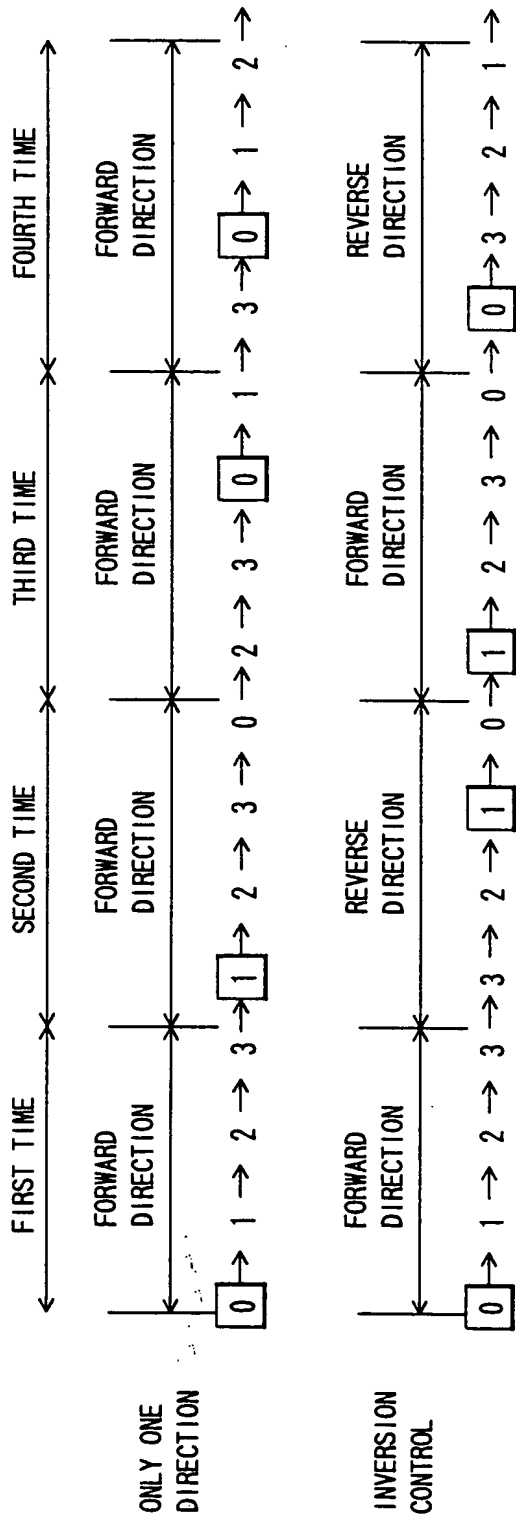 FIRST TIME SECOND TIME THIRD TIME FOURTH TIME
ONLY ONE
DIRECTION
FORWARD
DIRECTION
FORWARD
DIRECTION
FORWARD
DIRECTION
FORWARD
DIRECTION
0 → 1 → 2 → 3 → 1 → 2 → 3 → 0 → 2 → 3 → 0 → 1 → 3 → 0 → 1 → 2 →
INVERSION
CONTROL
FORWARD
DIRECTION
REVERSE
DIRECTION
FORWARD
DIRECTION
REVERSE
DIRECTION
0 → 1 → 2 → 3 → 3 → 2 → 1 → 0 → 1 → 2 → 3 → 0 → 0 → 3 → 2 → 1 →